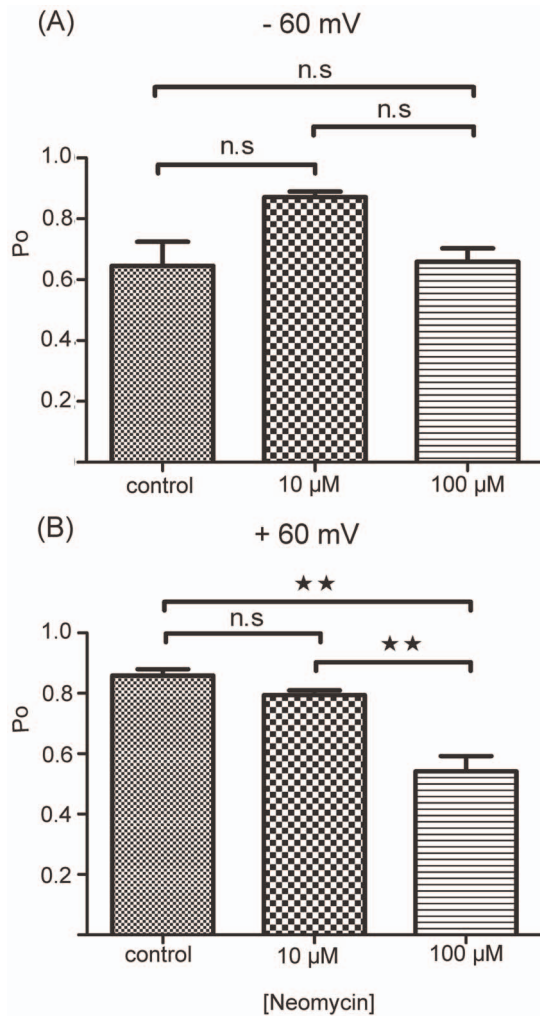 (A)
- 60 mV
n.s
n.s
n.s
1.0
0.8
0.6
0.4
0.2
Po
control
10 µM
100 µM
(B)
+ 60 mV
★★
n.s
★★
1.0
0.8
0.6
0.4
0.2
Po
control
10 µM
100 µM
[Neomycin]